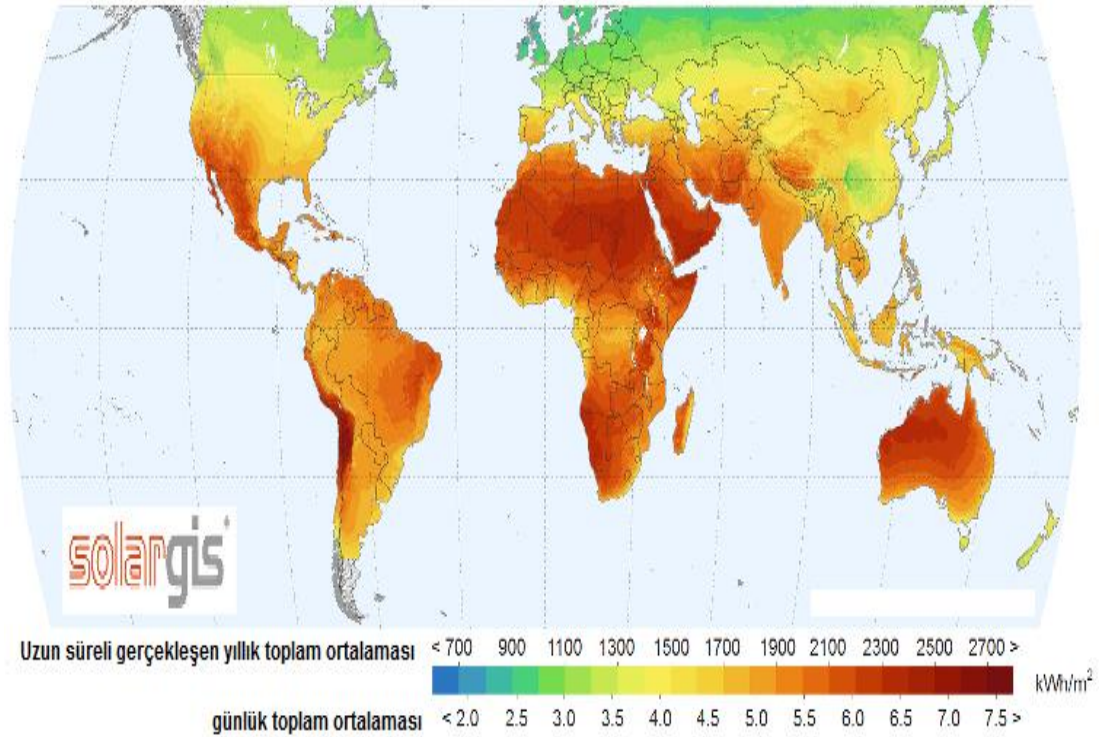 solargis
Uzun süreli gerçekleşen yıllık toplam ortalaması < 700 900 1100 1300 1500 1700 1900 2100 2300 2500 2700 >
kWh/m²
günlük toplam ortalaması < 2.0 2.5 3.0 3.5 4.0 4.5 5.0 5.5 6.0 6.5 7.0 7.5 >